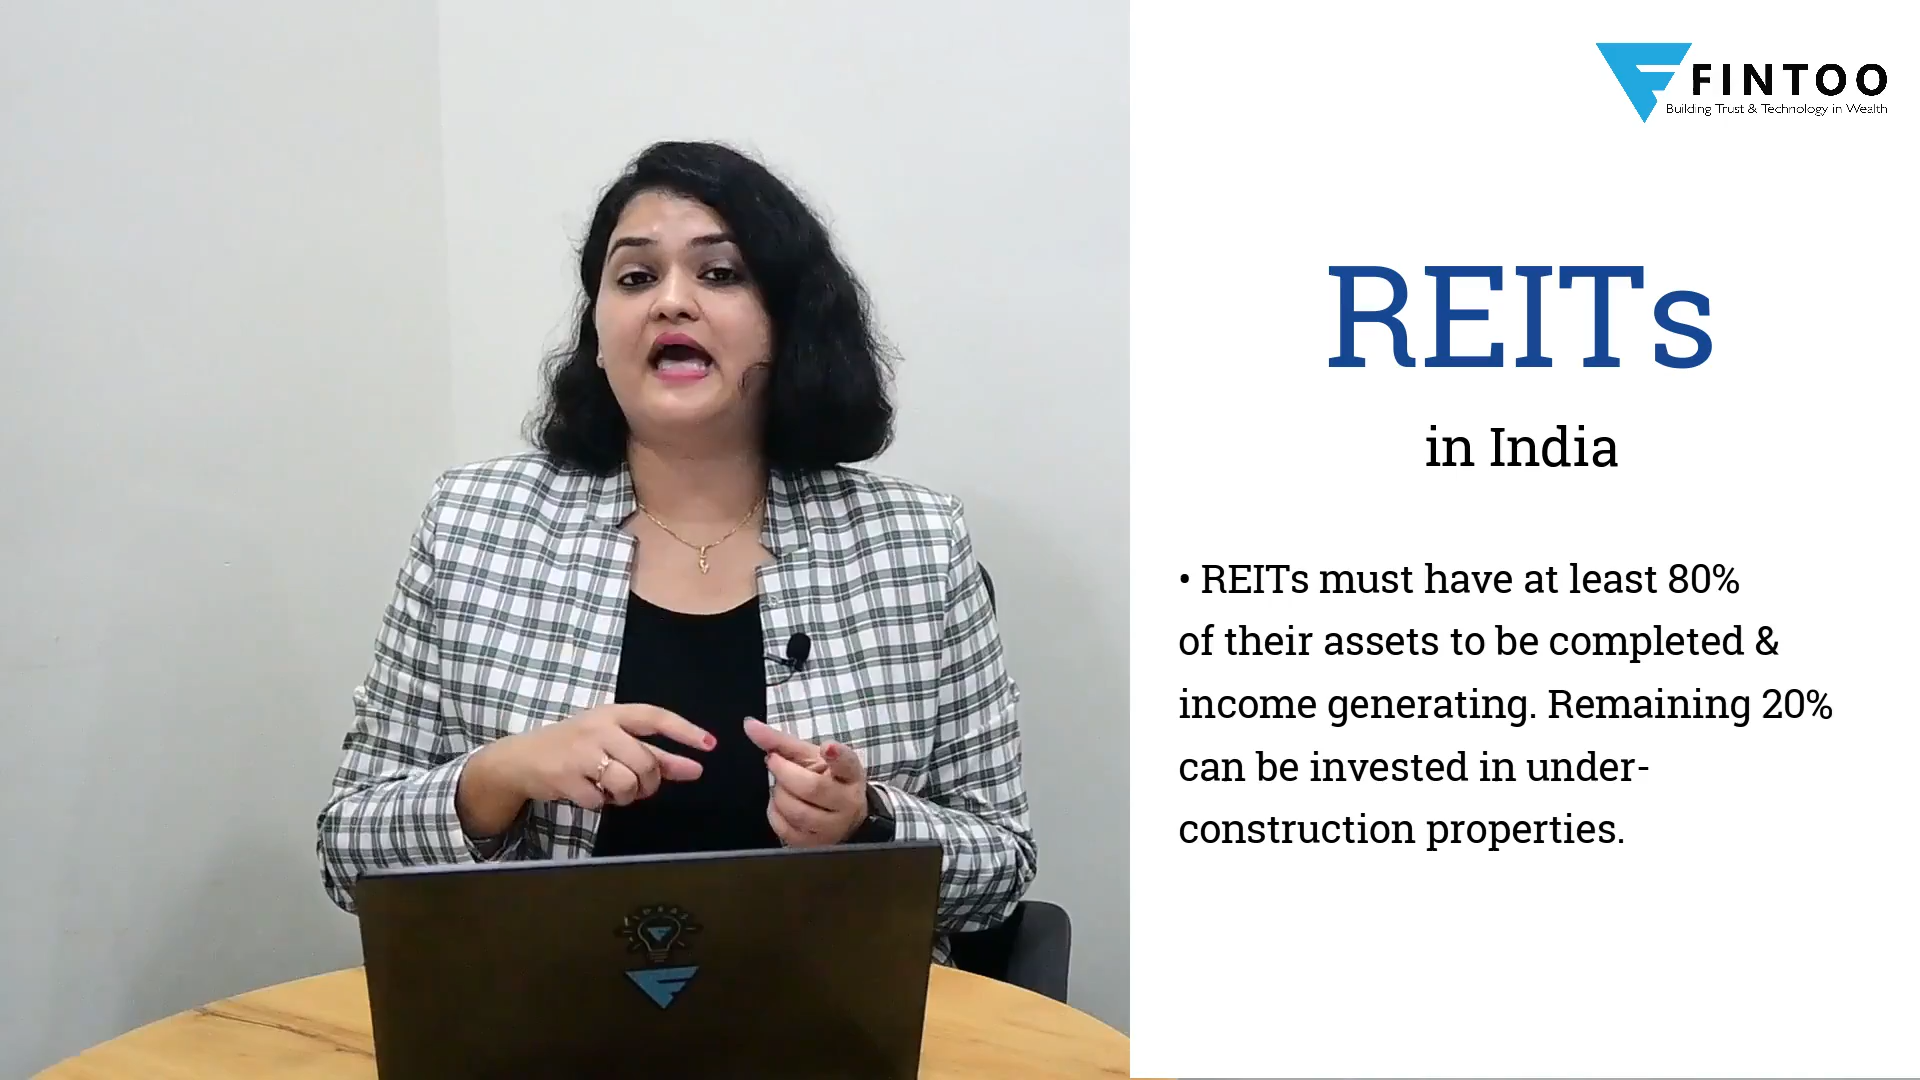 FINTOO
Building Trust & Technology in Wealth
REITs
in India
• REITs must have at least 80%
of their assets to be completed &
income generating. Remaining 20%
can be invested in under-
construction properties.